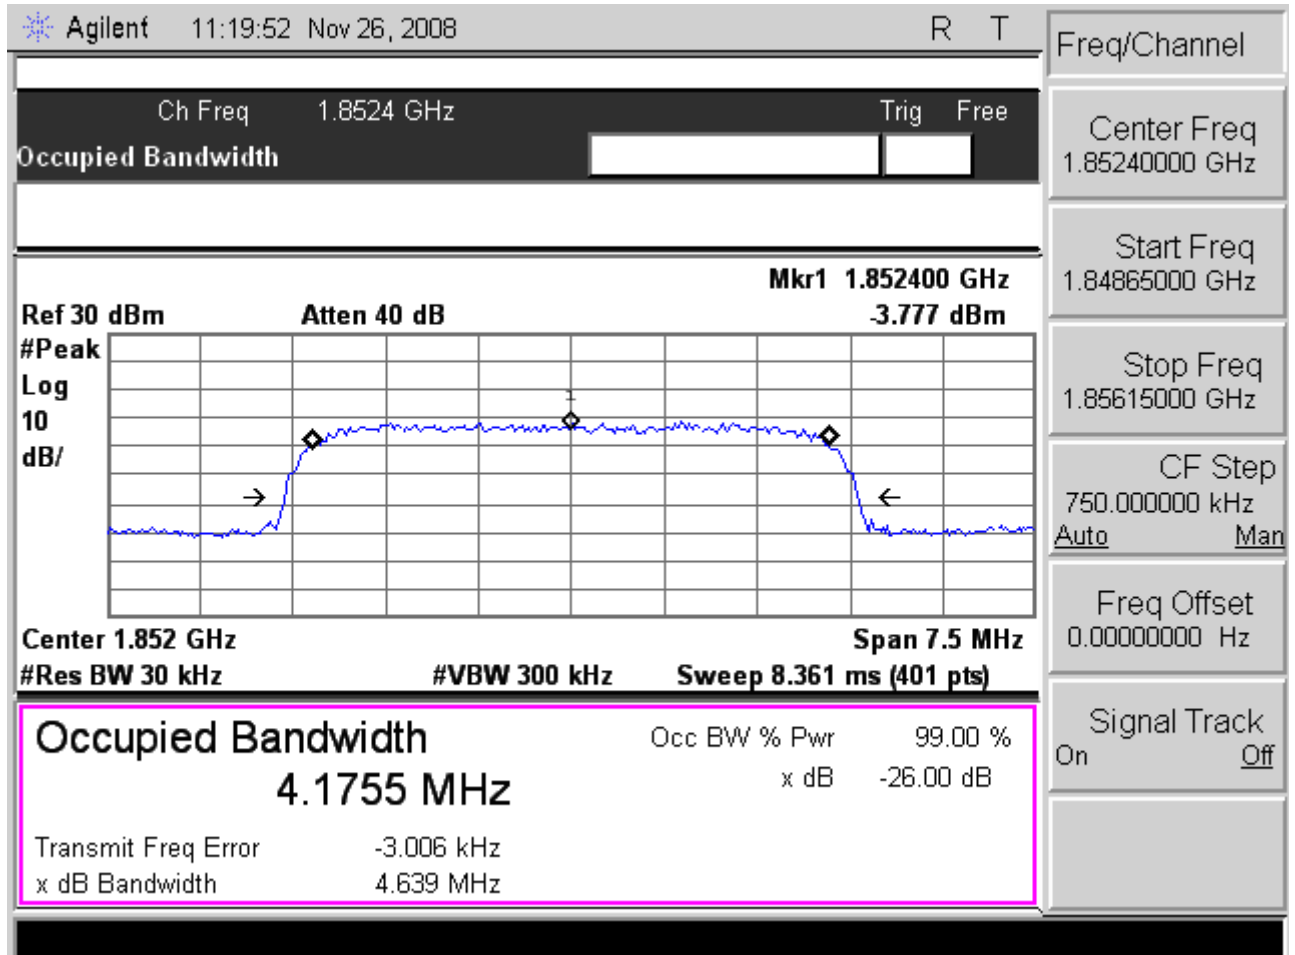 Agilent 11:19:52 Nov 26, 2008 R T
Freq/Channel
Ch Freq 1.8524 GHz Trig Free
Occupied Bandwidth
Center Freq
1.85240000 GHz
Start Freq
1.84865000 GHz
Stop Freq
1.85615000 GHz
CF Step
750.000000 kHz
Auto Man
Freq Offset
0.00000000 Hz
Signal Track
On Off
Mkr1 1.852400 GHz
Ref 30 dBm Atten 40 dB -3.777 dBm
#Peak
Log
10
dB/
1
Center 1.852 GHz Span 7.5 MHz
#Res BW 30 kHz #VBW 300 kHz Sweep 8.361 ms (401 pts)
Occupied Bandwidth Occ BW % Pwr 99.00 %
4.1755 MHz x dB -26.00 dB
Transmit Freq Error -3.006 kHz
x dB Bandwidth 4.639 MHz